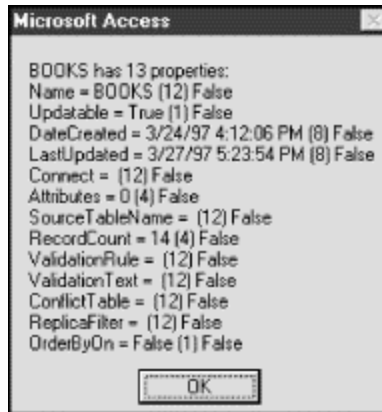 Microsoft Access
BOOKS has 13 properties:
Name = BOOKS (12) False
Updatable = True (1) False
DateCreated = 3/24/97 4:12:06 PM (8) False
LastUpdated = 3/27/97 5:23:54 PM (8) False
Connect =  (12) False
Attributes = 0 (4) False
SourceTableName =  (12) False
RecordCount = 14 (4) False
ValidationRule =  (12) False
ValidationText =  (12) False
ConflictTable =  (12) False
ReplicaFilter =  (12) False
OrderByOn = False (1) False
OK